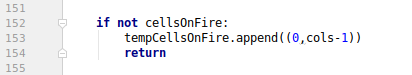 151
152 if not cellsOnFire:
153 tempCellsOnFire.append((0,cols-1))
154 return
155